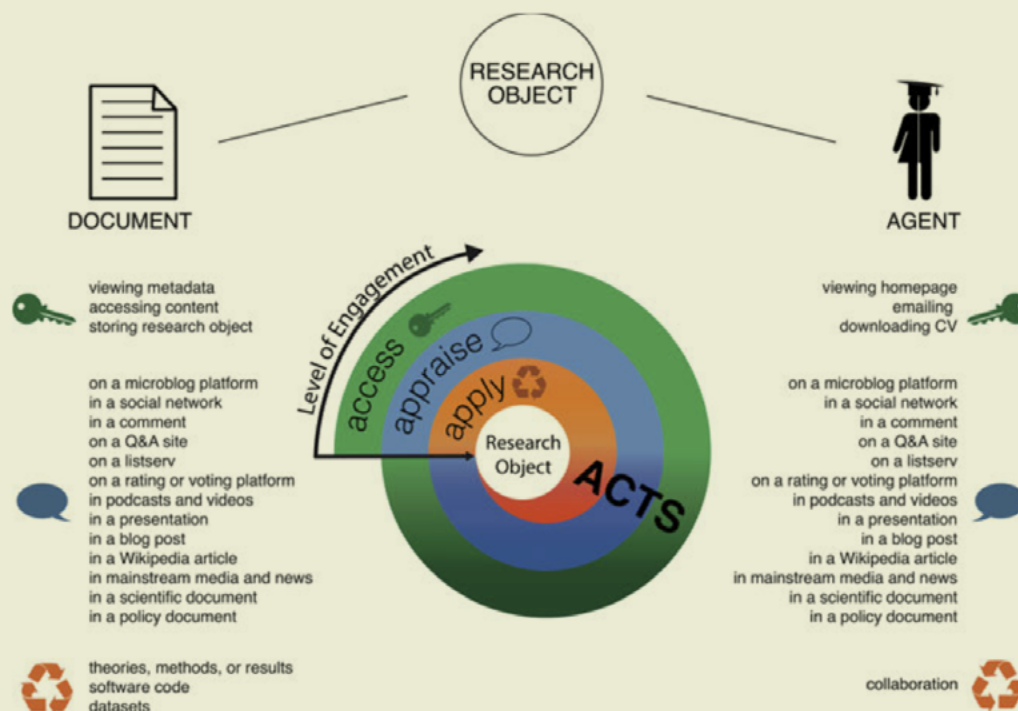 RESEARCH
OBJECT
DOCUMENT
AGENT
viewing metadata
accessing content
storing research object
on a microblog platform
in a social network
in a comment
on a Q&A site
on a listserv
on a rating or voting platform
in podcasts and videos
in a presentation
in a blog post
in a Wikipedia article
in mainstream media and news
in a scientific document
in a policy document
theories, methods, or results
software code
datasets
Level of Engagement
access
appraise
apply
Research
Object
ACTS
viewing homepage
emailing
downloading CV
on a microblog platform
in a social network
in a comment
on a Q&A site
on a listserv
on a rating or voting platform
in podcasts and videos
in a presentation
in a blog post
in a Wikipedia article
in mainstream media and news
in a scientific document
in a policy document
collaboration